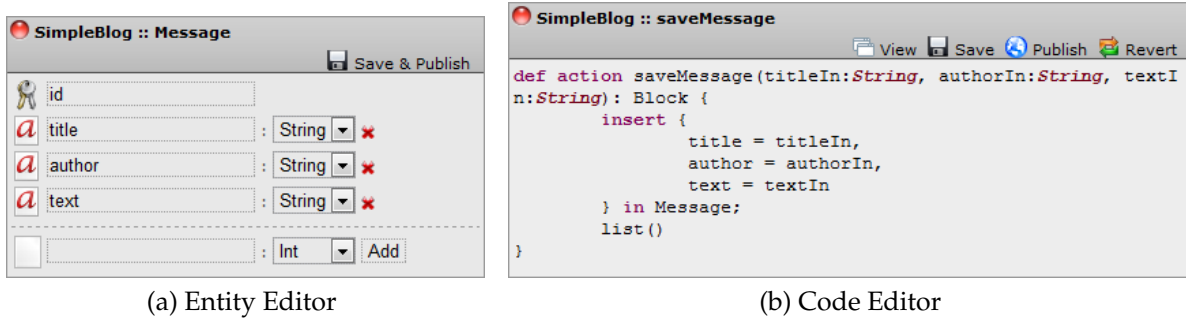 SimpleBlog :: Message
Save & Publish
id
title : String
author : String
text : String
: Int Add
(a) Entity Editor
SimpleBlog :: saveMessage
View Save Publish Revert
def action saveMessage(titleIn:String, authorIn:String, textI
n:String): Block {
insert {
title = titleIn,
author = authorIn,
text = textIn
} in Message;
list()
}
(b) Code Editor